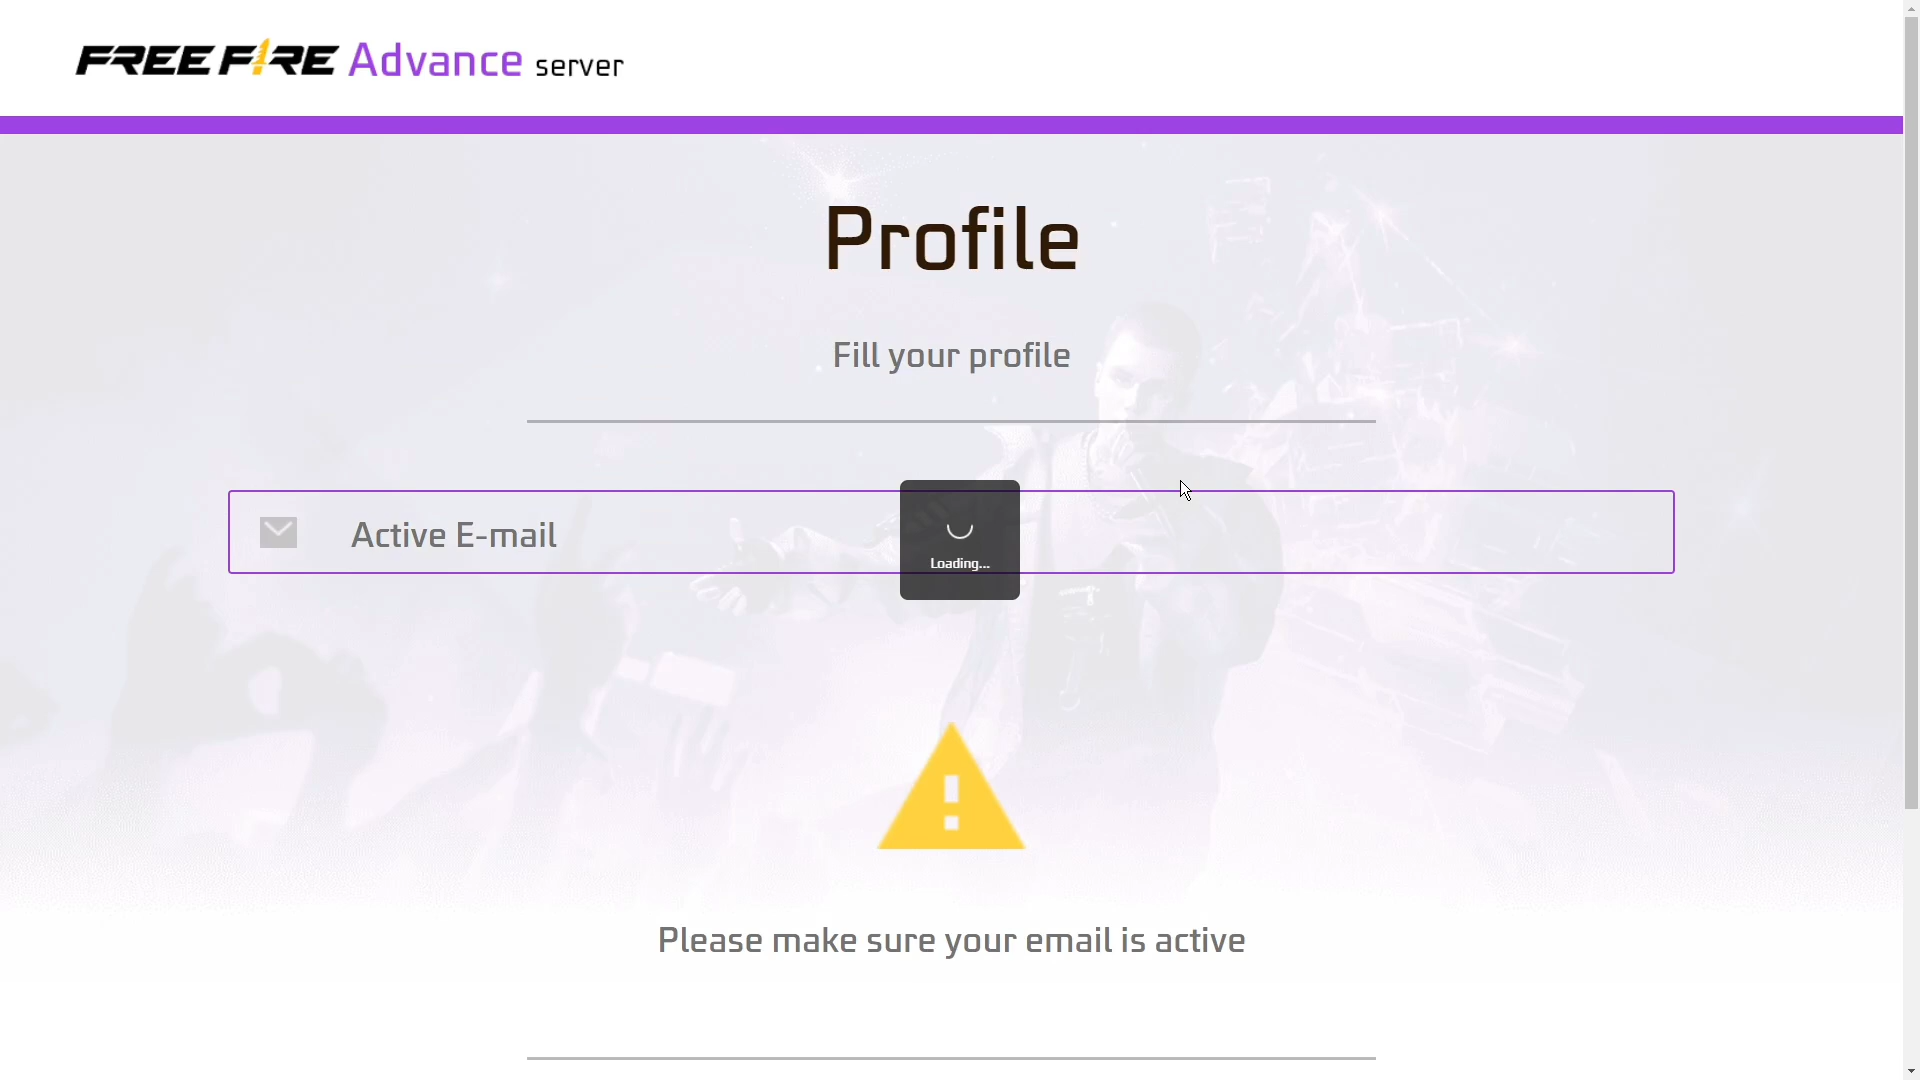 FREE FIRE Advance server
Profile
Fill your profile
Active E-mail
Loading...
Please make sure your email is active